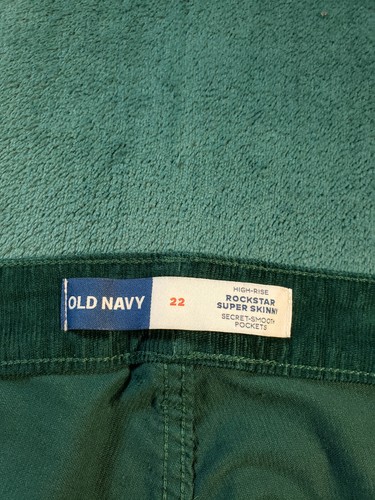 OLD NAVY
22
HIGH-RISE
ROCKSTAR
SUPER SKINNY
SECRET-SMOOTH
POCKETS